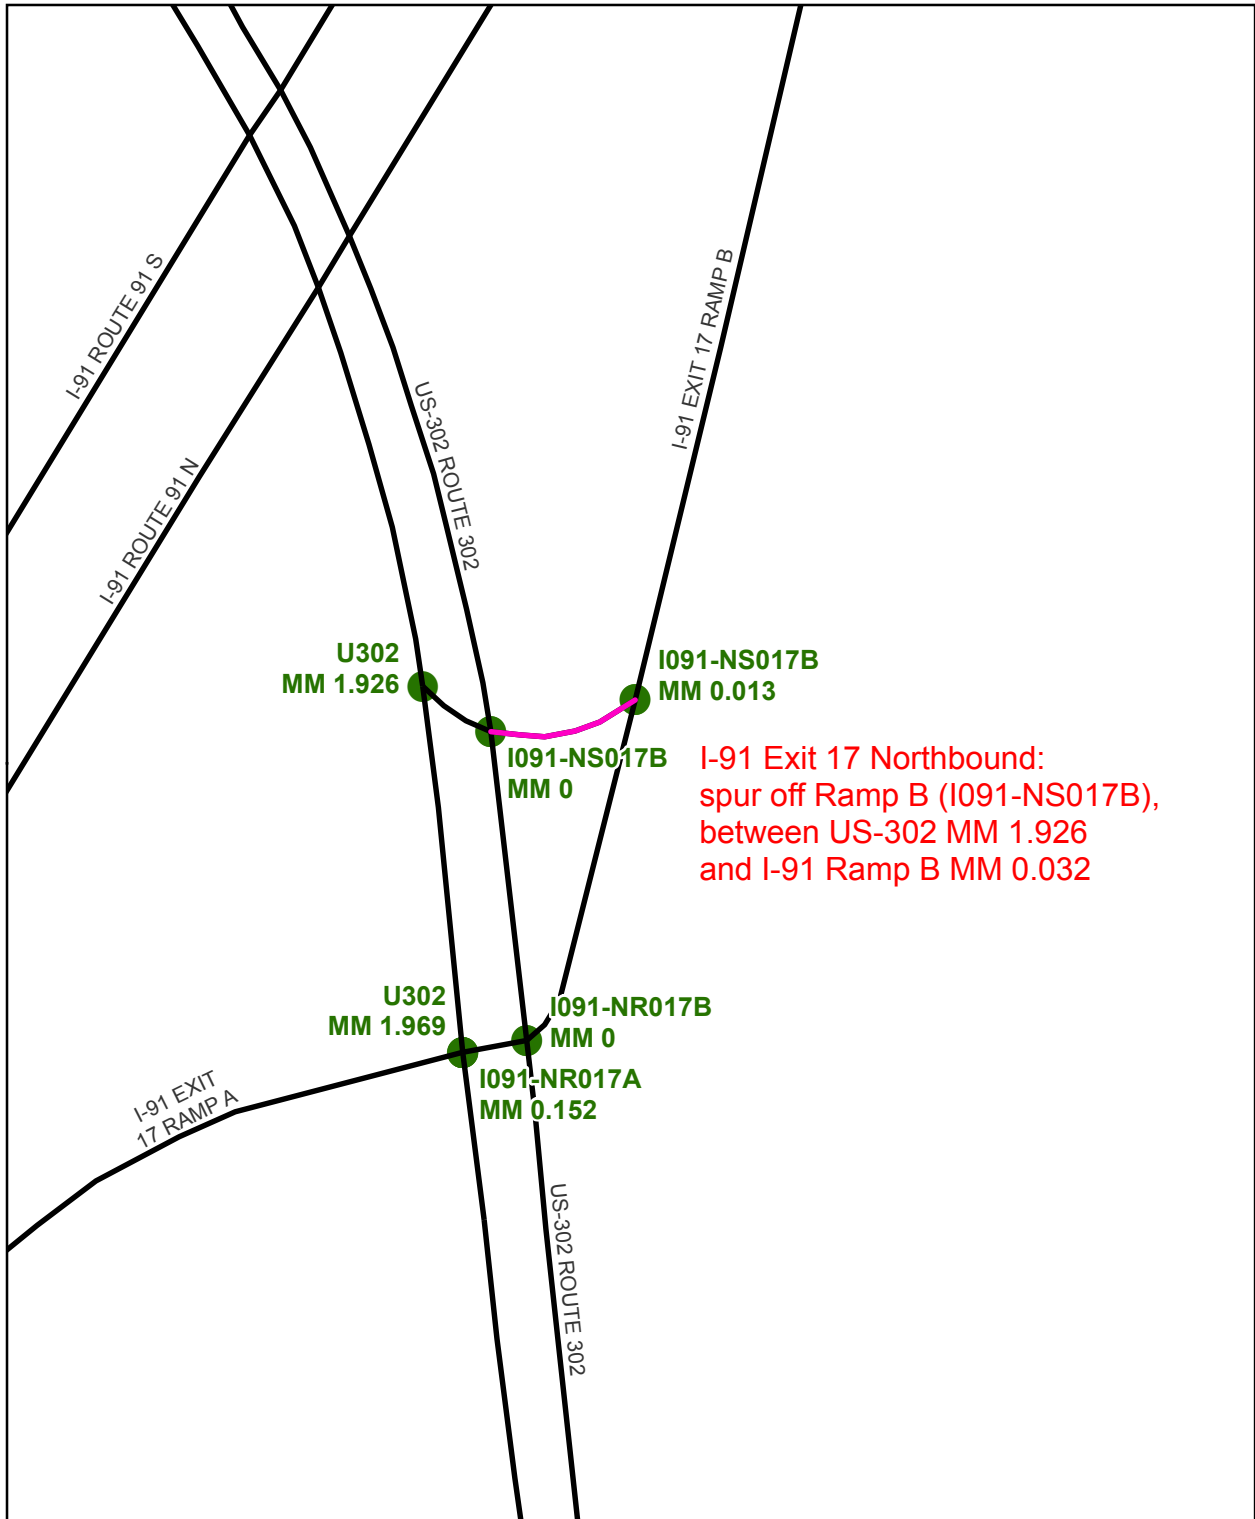 I-91 ROUTE 91 S
I-91 ROUTE 91 N
US-302 ROUTE 302
I-91 EXIT 17 RAMP B
U302
MM 1.926
I091-NS017B
MM 0.013
I091-NS017B
MM 0
I-91 Exit 17 Northbound:
spur off Ramp B (I091-NS017B),
between US-302 MM 1.926
and I-91 Ramp B MM 0.032
U302
MM 1.969
I091-NR017B
MM 0
I091-NR017A
MM 0.152
I-91 EXIT
17 RAMP A
US-302 ROUTE 302